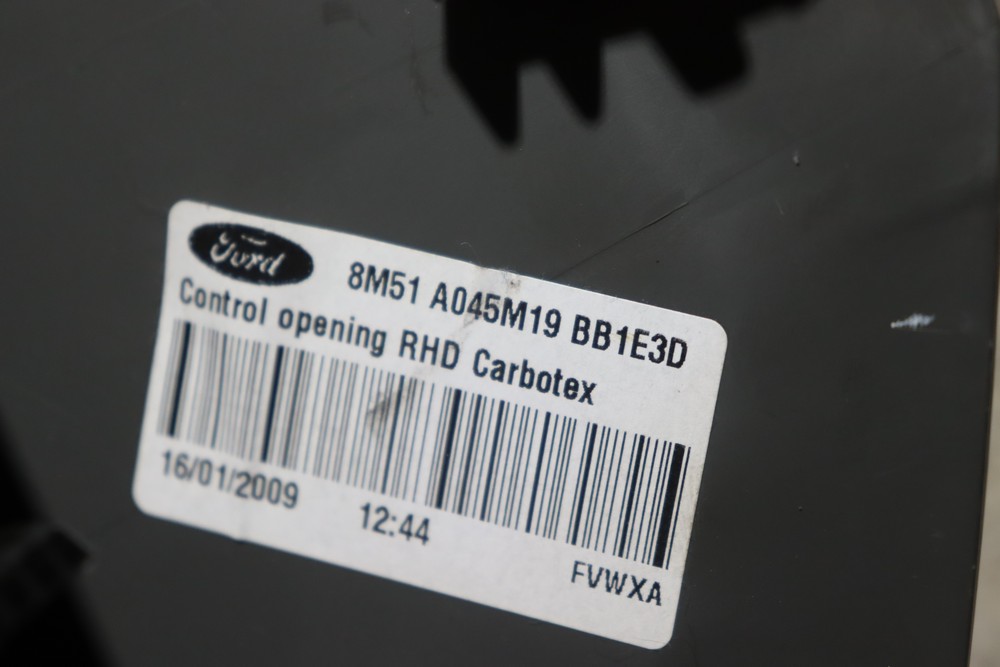 Ford
8M51 A045M19 BB1E3D
Control opening RHD Carbotex
16/01/2009
12:44
FVWXA